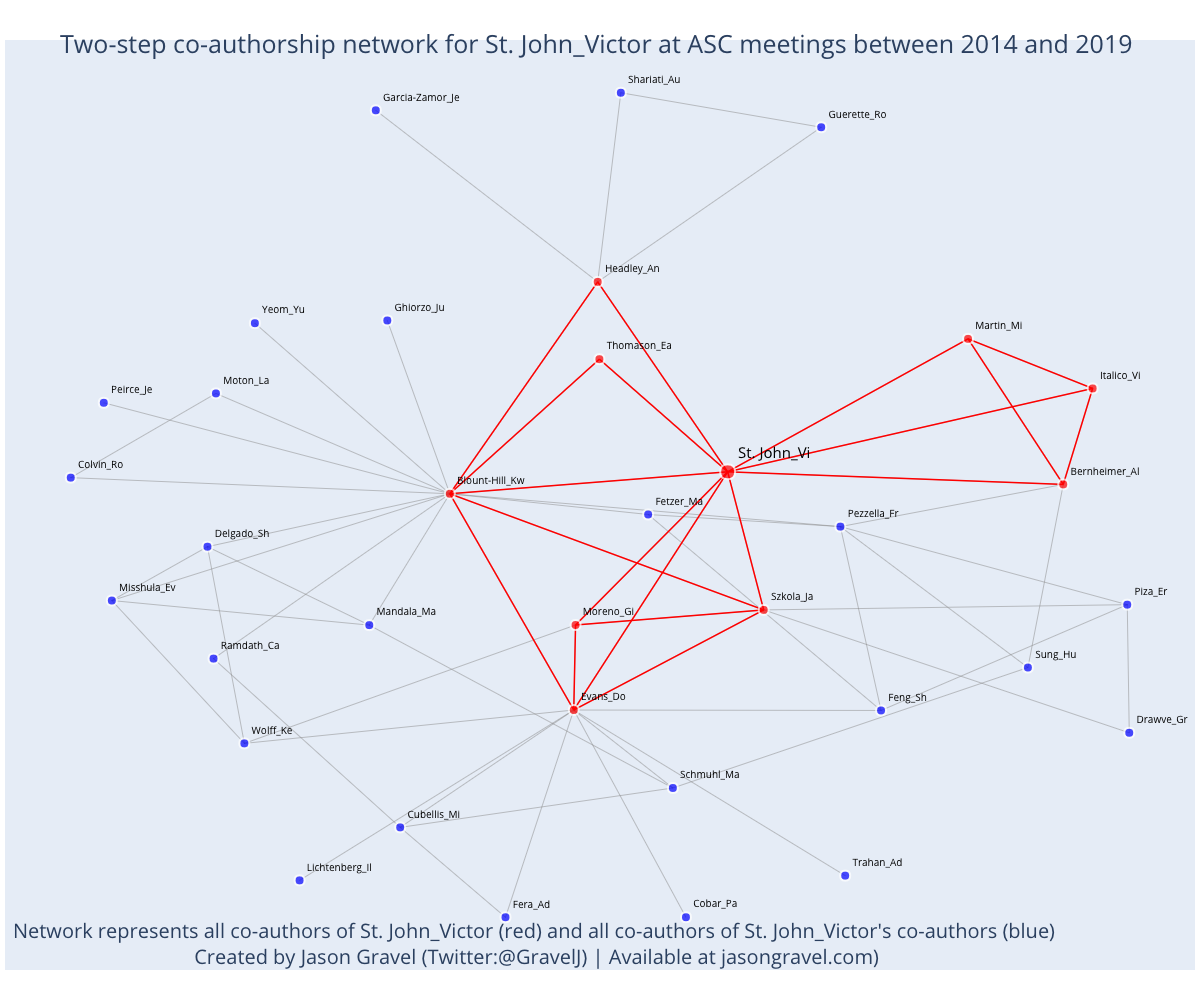 Two-step co-authorship network for St. John_Victor at ASC meetings between 2014 and 2019
Shariati_Au
Garcia-Zamor_Je
Guerette_Ro
Headley_An
Yeom_Yu
Ghiorzo_Ju
Martin_Mi
Thomason_Ea
Italico_Vi
Moton_La
Peirce_Je
St. John_Vi
Colvin_Ro
Bernheimer_Al
Blount-Hill_Kw
Fetzer_Ma
Pezzella_Fr
Delgado_Sh
Misshula_Ev
Piza_Er
Szkola_Ja
Mandala_Ma
Moreno_Gi
Ramdath_Ca
Sung_Hu
Evans_Do
Feng_Sh
Drawve_Gr
Wolff_Ke
Schmuhl_Ma
Cubellis_Mi
Trahan_Ad
Lichtenberg_Il
Fera_Ad
Cobar_Pa
Network represents all co-authors of St. John_Victor (red) and all co-authors of St. John_Victor's co-authors (blue)
Created by Jason Gravel (Twitter:@GravelJ) | Available at jasongravel.com)